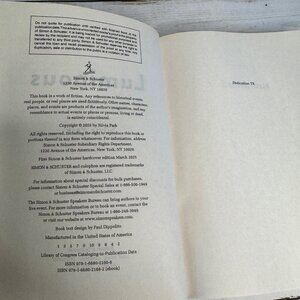 Do not quote for publication until verified with finished book. This
the property of
of Simon & Schuster
Simon & Schuster
1230 Avenue of the Americas
New York, NY 10020
This book is a work of fiction. Any references to historical events,
real people, or real places are used fictitiously. Other names, characters,
places, and events are products of the author's imagination, and any
resemblance to actual events or places or persons, living or dead,
is entirely coincidental.
Copyright © 2025 by Silvia Park
All rights reserved, including the right to reproduce this book or
portions thereof in any form whatsoever. For information, address
Simon & Schuster Subsidiary Rights Department,
1230 Avenue of the Americas, New York, NY 10020.
First Simon & Schuster hardcover edition March 2025
SIMON & SCHUSTER and colophon are registered trademarks
of Simon & Schuster, LLC
For information about special discounts for bulk purchases,
please contact Simon & Schuster Special Sales at 1-866-506-1949
or business@simonandschuster.com.
The Simon & Schuster Speakers Bureau can bring authors to your
live event. For more information or to book an event, contact the
Simon & Schuster Speakers Bureau at 1-866-248-3049
or visit our website at www.simonspeakers.com.
Book text design by Paul Dippolito
Manufactured in the United States of America
1 3 5 7 9 10 8 6 4 2
Library of Congress Cataloging-in-Publication Data
ISBN
ISBN (ebook)
Dedication TK